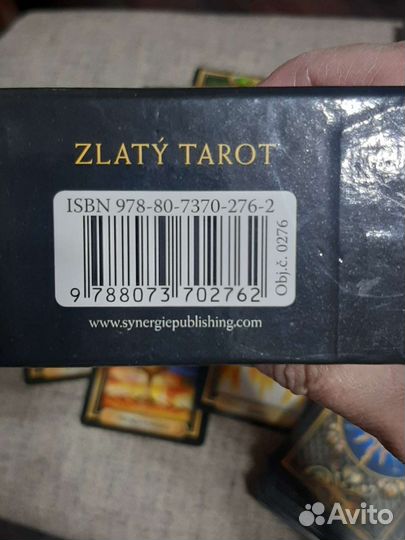 ZLATÝ TAROT
ISBN 978-80-7370-276-2
Obj.č. 0276
9 788073 702762
www.synergiepublishing.com
Avito